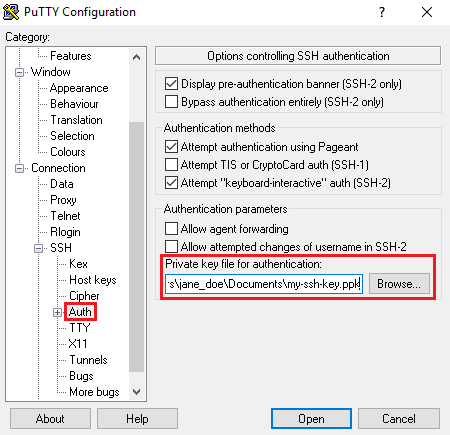 PuTTY Configuration
?
Category:
Features
Window
Appearance
Behaviour
Translation
Selection
Colours
Connection
Data
Proxy
Telnet
Rlogin
SSH
Kex
Host keys
Cipher
Auth
TTY
X11
Tunnels
Bugs
More bugs
Options controlling SSH authentication
Display pre-authentication banner (SSH-2 only)
Bypass authentication entirely (SSH-2 only)
Authentication methods
Attempt authentication using Pageant
Attempt TIS or CryptoCard auth (SSH-1)
Attempt "keyboard-interactive" auth (SSH-2)
Authentication parameters
Allow agent forwarding
Allow attempted changes of username in SSH-2
Private key file for authentication:
s\jane_doe\Documents\my-ssh-key.ppk
Browse...
About
Help
Open
Cancel